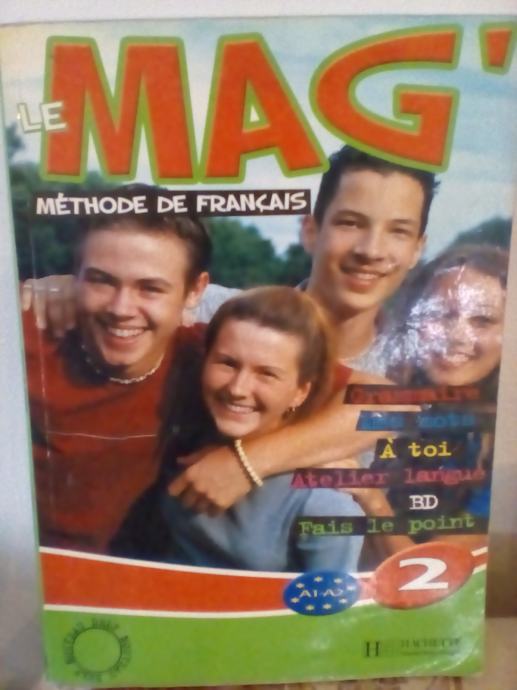 LE MAG'
MÉTHODE DE FRANÇAIS
Grammaire
mots
À toi
Atelier langue
BD
Fais le point
A1-A2
2
HACHETTE